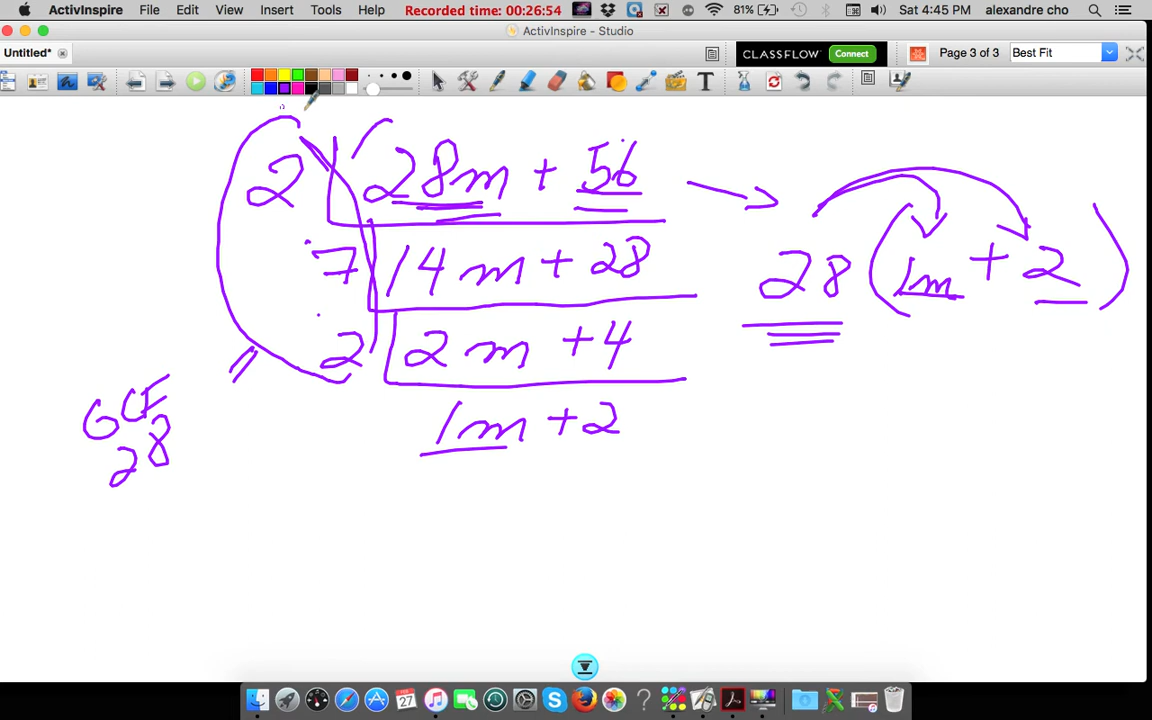 ActivInspire File Edit View Insert Tools Help Recorded time: 00:26:54 81% Sat 4:45 PM alexandre cho
ActivInspire - Studio
Untitled* CLASSFLOW Connect Page 3 of 3 Best Fit
2 28m + 56
7 14m + 28
28 (1m + 2)
2 2m + 4
GCF
28
1m + 2
27